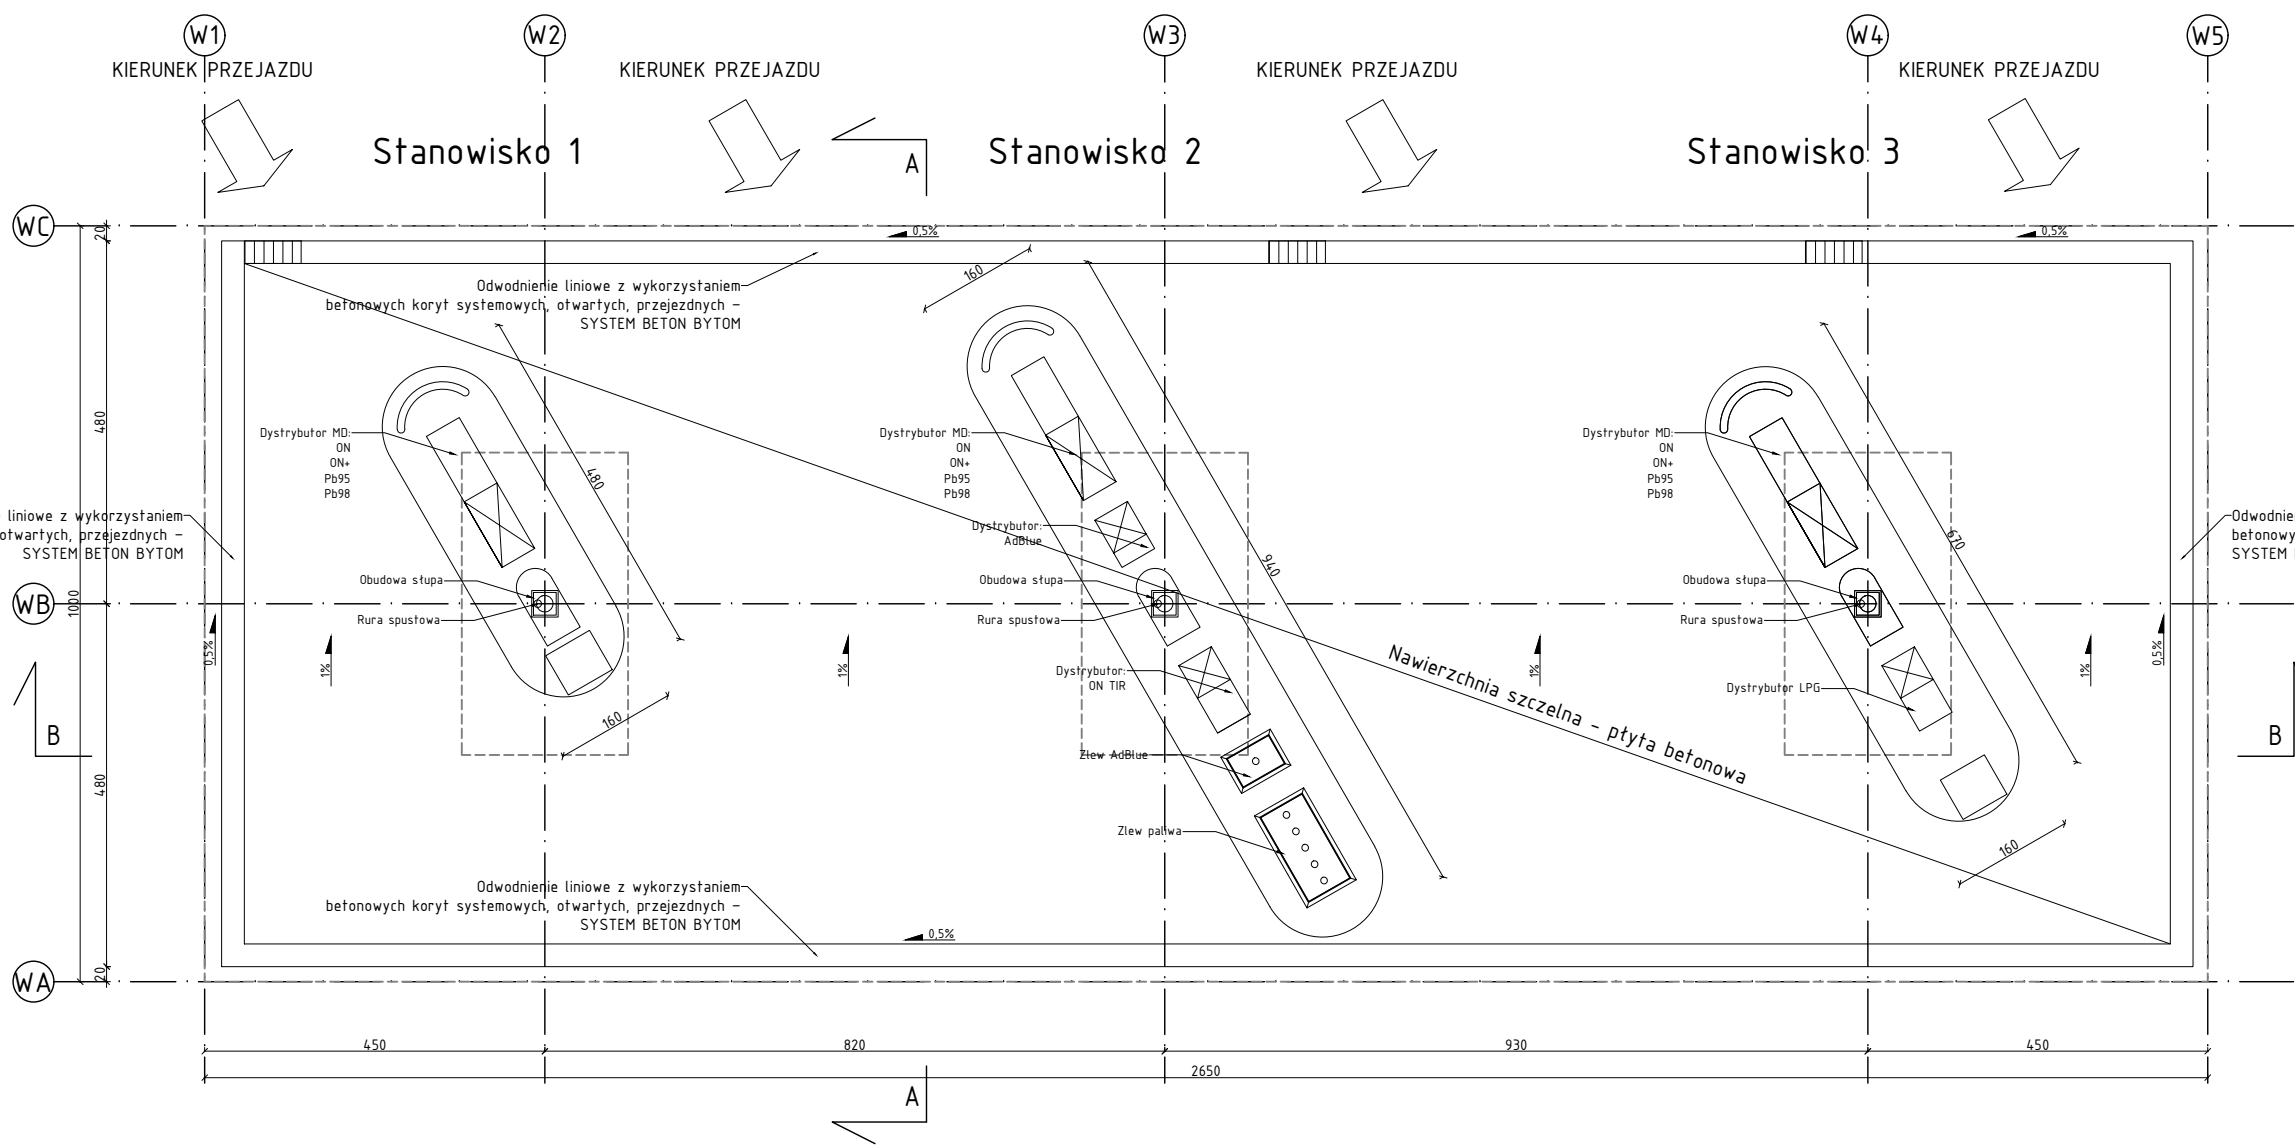 W1
W2
W3
W4
W5
KIERUNEK PRZEJAZDU
KIERUNEK PRZEJAZDU
KIERUNEK PRZEJAZDU
KIERUNEK PRZEJAZDU
Stanowisko 1
Stanowisko 2
Stanowisko 3
A
WC
20
0,5%
0,5%
160
Odwodnienie liniowe z wykorzystaniem
betonowych koryt systemowych, otwartych, przejezdnych –
SYSTEM BETON BYTOM
480
Dystrybutor MD:
ON
ON+
Pb95
Pb98
480
Dystrybutor MD:
ON
ON+
Pb95
Pb98
Dystrybutor MD:
ON
ON+
Pb95
Pb98
liniowe z wykorzystaniem
otwartych, przejezdnych –
SYSTEM BETON BYTOM
Dystrybutor:
AdBlue
940
670
Odwodnie
betonowy
SYSTEM
Obudowa słupa
Obudowa słupa
Obudowa słupa
WB
1000
Rura spustowa
Rura spustowa
Rura spustowa
0,5%
1%
1%
1%
1%
0,5%
Dystrybutor:
ON TIR
Nawierzchnia szczelna – płyta betonowa
Dystrybutor LPG
160
B
B
480
Zlew AdBlue
Zlew paliwa
160
Odwodnienie liniowe z wykorzystaniem
betonowych koryt systemowych, otwartych, przejezdnych –
SYSTEM BETON BYTOM
0,5%
20
WA
450
820
930
450
2650
A